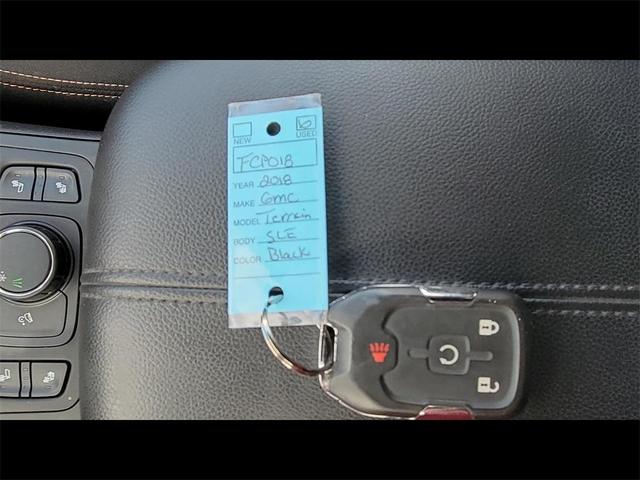 NEW USED
FCP018
YEAR 2018
MAKE Gmc
MODEL Terrain
BODY SLE
COLOR Black